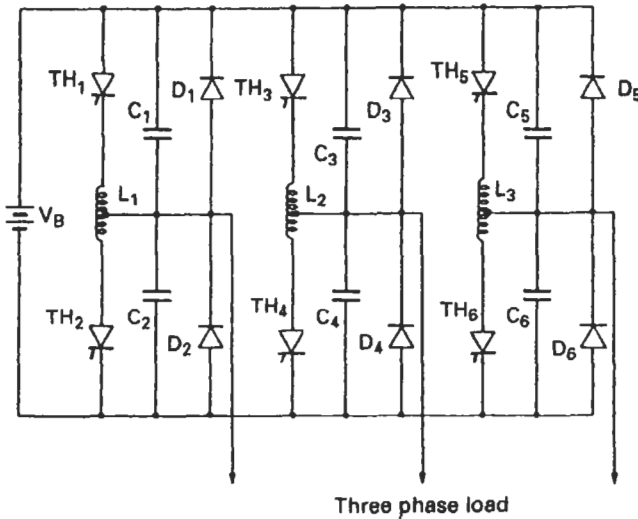 TH₁ D₁ TH₃ D₃ TH₅ D₅
C₁ C₃ C₅
L₁ L₂ L₃
V_B
TH₂ C₂ D₂ TH₄ C₄ D₄ TH₆ C₆ D₆
Three phase load